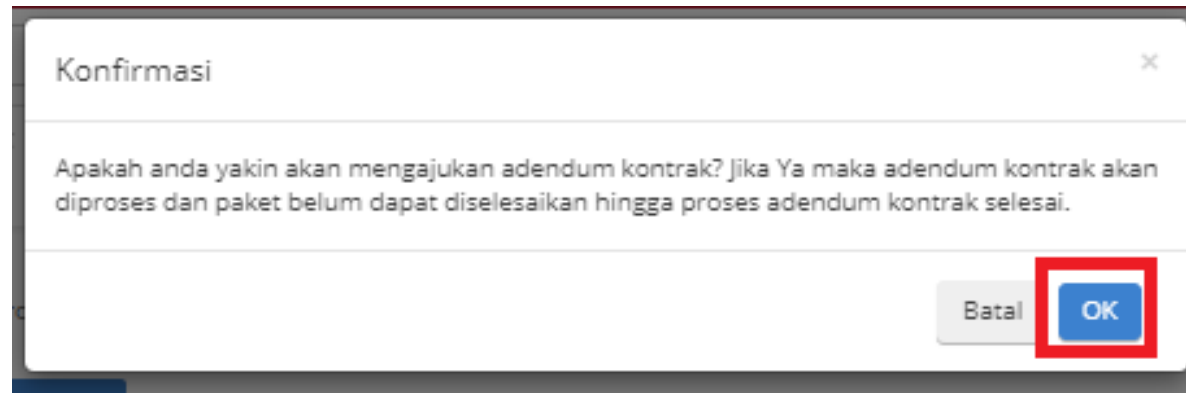 Konfirmasi
×
Apakah anda yakin akan mengajukan adendum kontrak? Jika Ya maka adendum kontrak akan
diproses dan paket belum dapat diselesaikan hingga proses adendum kontrak selesai.
Batal OK